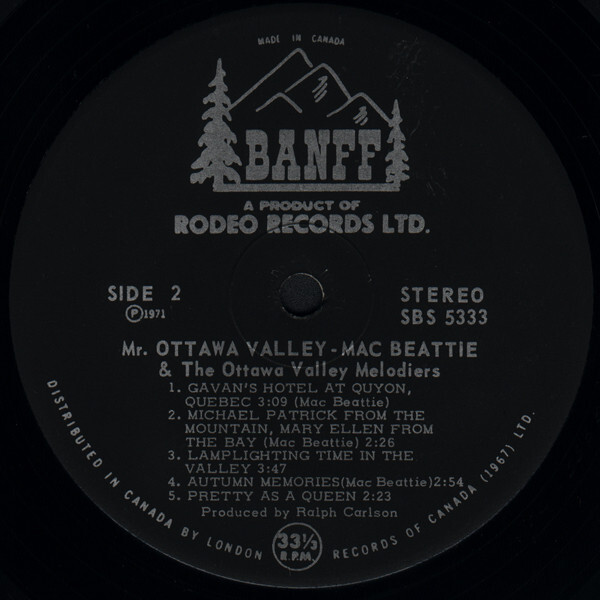 MADE IN CANADA
BANFF
A PRODUCT OF
RODEO RECORDS LTD.
SIDE 2
Ⓟ1971
STEREO
SBS 5333
Mr. OTTAWA VALLEY - MAC BEATTIE
& The Ottawa Valley Melodiers
1. GAVAN'S HOTEL AT QUYON,
QUEBEC 3:09 (Mac Beattie)
2. MICHAEL PATRICK FROM THE
MOUNTAIN, MARY ELLEN FROM
THE BAY (Mac Beattie) 2:26
3. LAMPLIGHTING TIME IN THE
VALLEY 3:47
4. AUTUMN MEMORIES(Mac Beattie)2:54
5. PRETTY AS A QUEEN 2:23
Produced by Ralph Carlson
33⅓
R.P.M.
DISTRIBUTED IN CANADA BY LONDON RECORDS OF CANADA (1967) LTD.